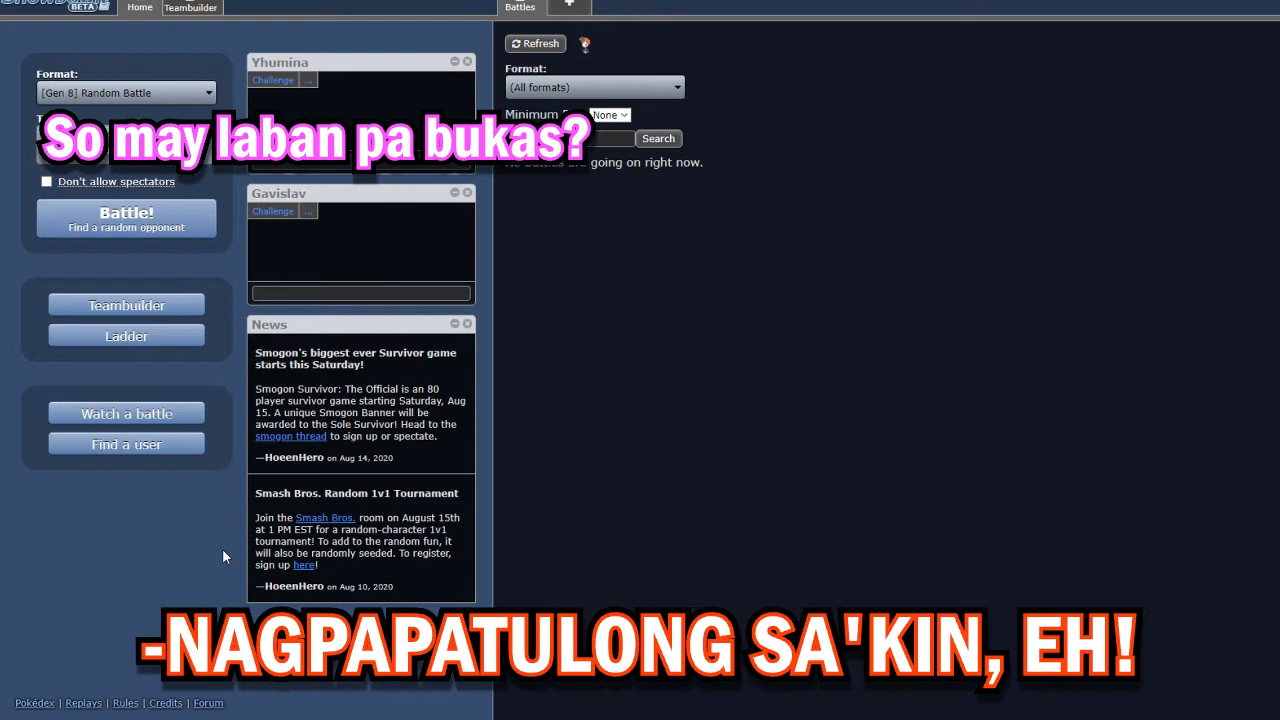 BETA
Home
Teambuilder
Battles
+
Format:
[Gen 8] Random Battle
Don't allow spectators
Battle!
Find a random opponent
Teambuilder
Ladder
Watch a battle
Find a user
Yhumina
Challenge
...
Gavislav
Challenge
...
News
Smogon's biggest ever Survivor game
starts this Saturday!
Smogon Survivor: The Official is an 80
player survivor game starting Saturday, Aug
15. A unique Smogon Banner will be
awarded to the Sole Survivor! Head to the
smogon thread to sign up or spectate.
—HoeenHero on Aug 14, 2020
Smash Bros. Random 1v1 Tournament
Join the Smash Bros. room on August 15th
at 1 PM EST for a random-character 1v1
tournament! To add to the random fun, it
will also be randomly seeded. To register,
sign up here!
—HoeenHero on Aug 10, 2020
Refresh
Format:
(All formats)
Minimum None
Search
are going on right now.
So may laban pa bukas?
-NAGPAPATULONG SA'KIN, EH!
Pokédex | Replays | Rules | Credits | Forum